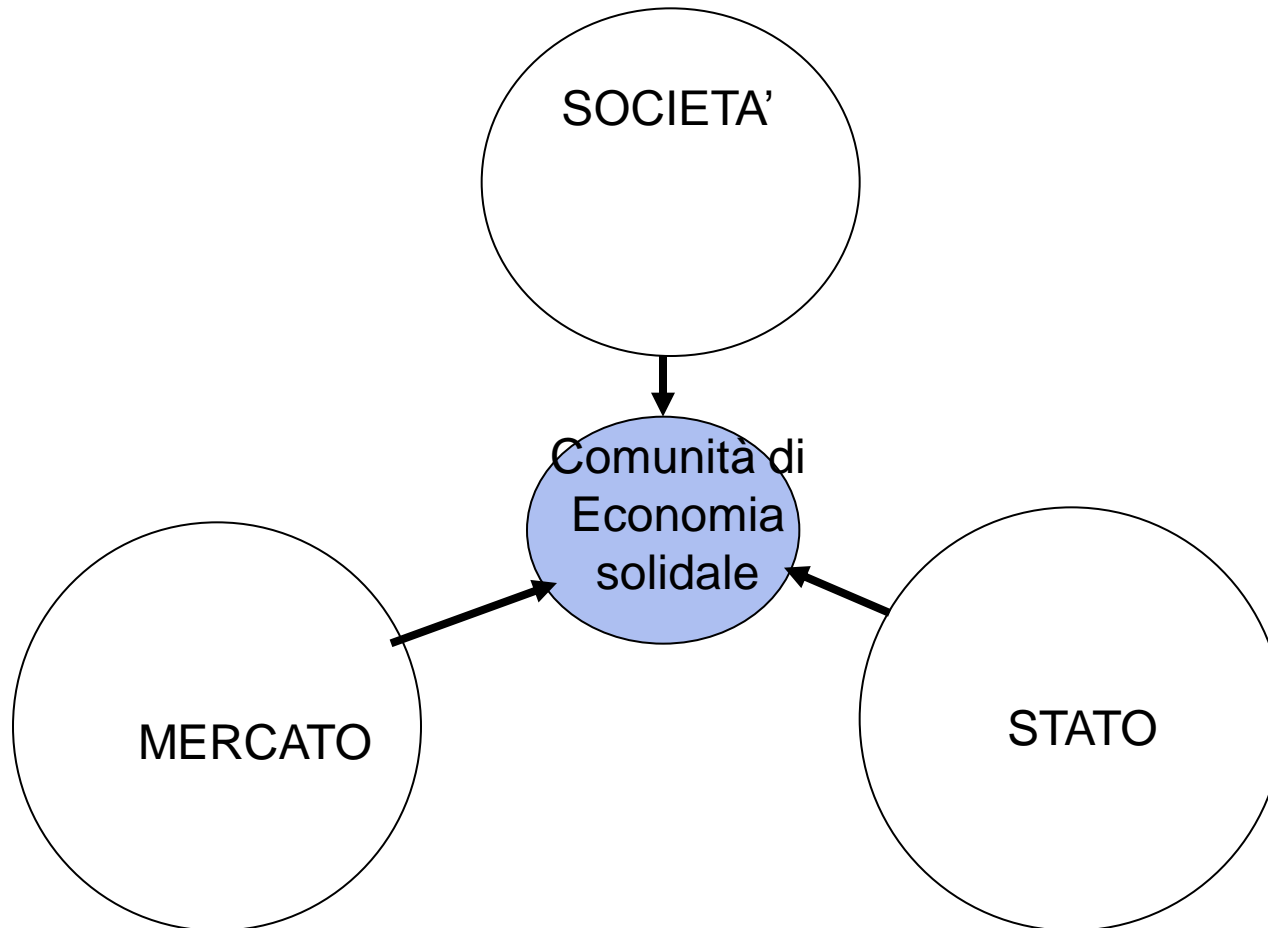 SOCIETA’
Comunità di
Economia
solidale
MERCATO
STATO